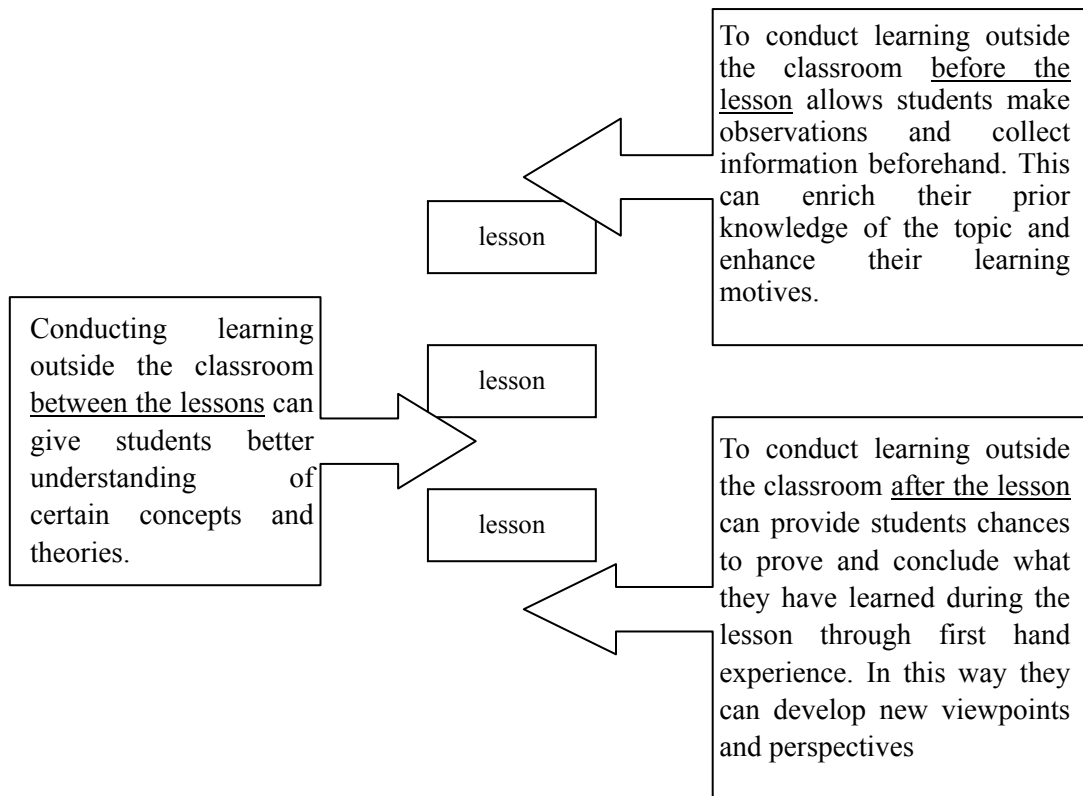 To conduct learning outside
the classroom before the
lesson allows students make
observations and collect
information beforehand. This
can enrich their prior
knowledge of the topic and
enhance their learning
motives.
lesson
Conducting learning
outside the classroom
between the lessons can
give students better
understanding of
certain concepts and
theories.
lesson
lesson
To conduct learning outside
the classroom after the lesson
can provide students chances
to prove and conclude what
they have learned during the
lesson through first hand
experience. In this way they
can develop new viewpoints
and perspectives